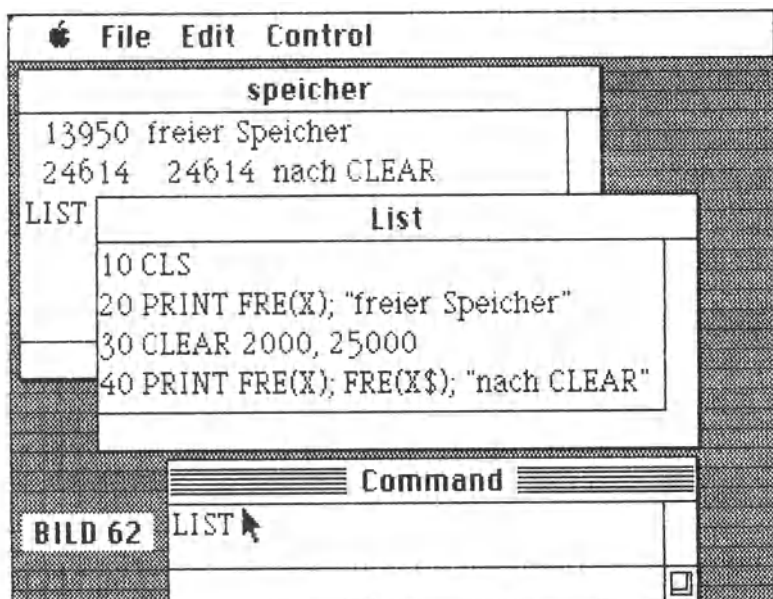 File Edit Control
speicher
13950 freier Speicher
24614 24614 nach CLEAR
LIST
List
10 CLS
20 PRINT FRE(X); "freier Speicher"
30 CLEAR 2000, 25000
40 PRINT FRE(X); FRE(X$); "nach CLEAR"
Command
LIST
BILD 62